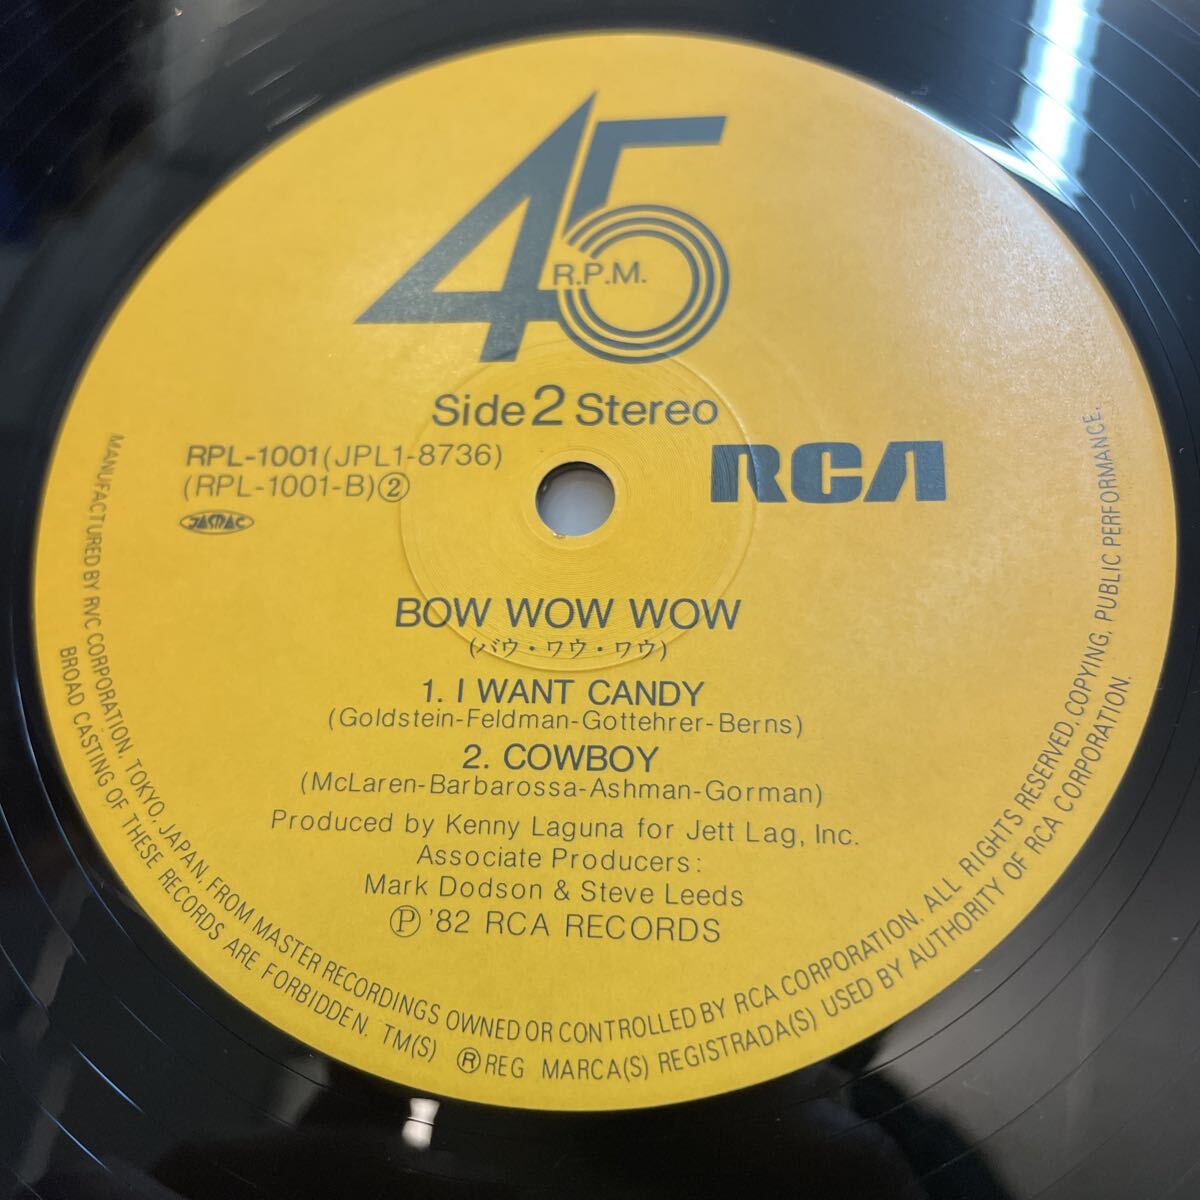 45
R.P.M.
Side 2 Stereo
RPL-1001 (JPL1-8736)
(RPL-1001-B)②
JASRAC
RCA
BOW WOW WOW
(バウ・ワウ・ワウ)
1. I WANT CANDY
(Goldstein-Feldman-Gottehrer-Berns)
2. COWBOY
(McLaren-Barbarossa-Ashman-Gorman)
Produced by Kenny Laguna for Jett Lag, Inc.
Associate Producers:
Mark Dodson & Steve Leeds
Ⓟ '82 RCA RECORDS
MANUFACTURED BY RVC CORPORATION, TOKYO, JAPAN, FROM MASTER RECORDINGS OWNED OR CONTROLLED BY RCA CORPORATION. ALL RIGHTS RESERVED. COPYING, PUBLIC PERFORMANCE,
BROAD CASTING OF THESE RECORDS ARE FORBIDDEN. TM(S) ® REG MARCA(S) REGISTRADA(S) USED BY AUTHORITY OF RCA CORPORATION.